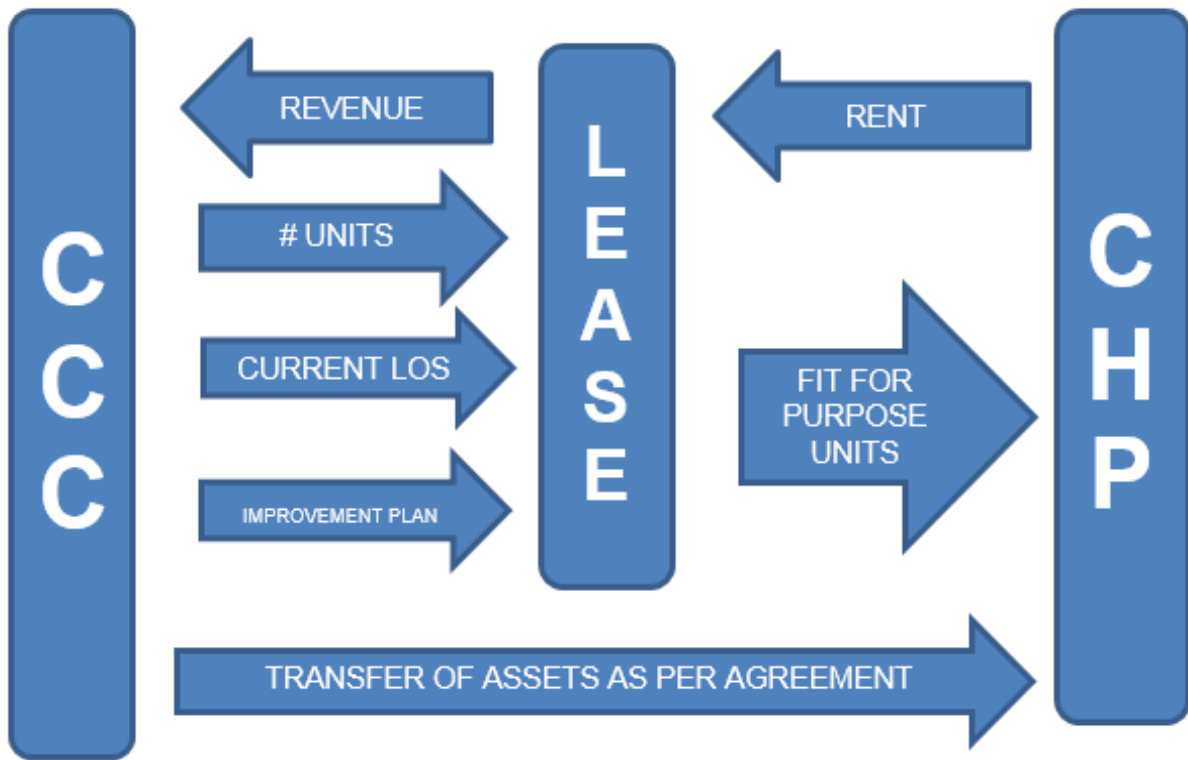 CCC
REVENUE
# UNITS
CURRENT LOS
IMPROVEMENT PLAN
LEASE
RENT
FIT FOR
PURPOSE
UNITS
CHP
TRANSFER OF ASSETS AS PER AGREEMENT